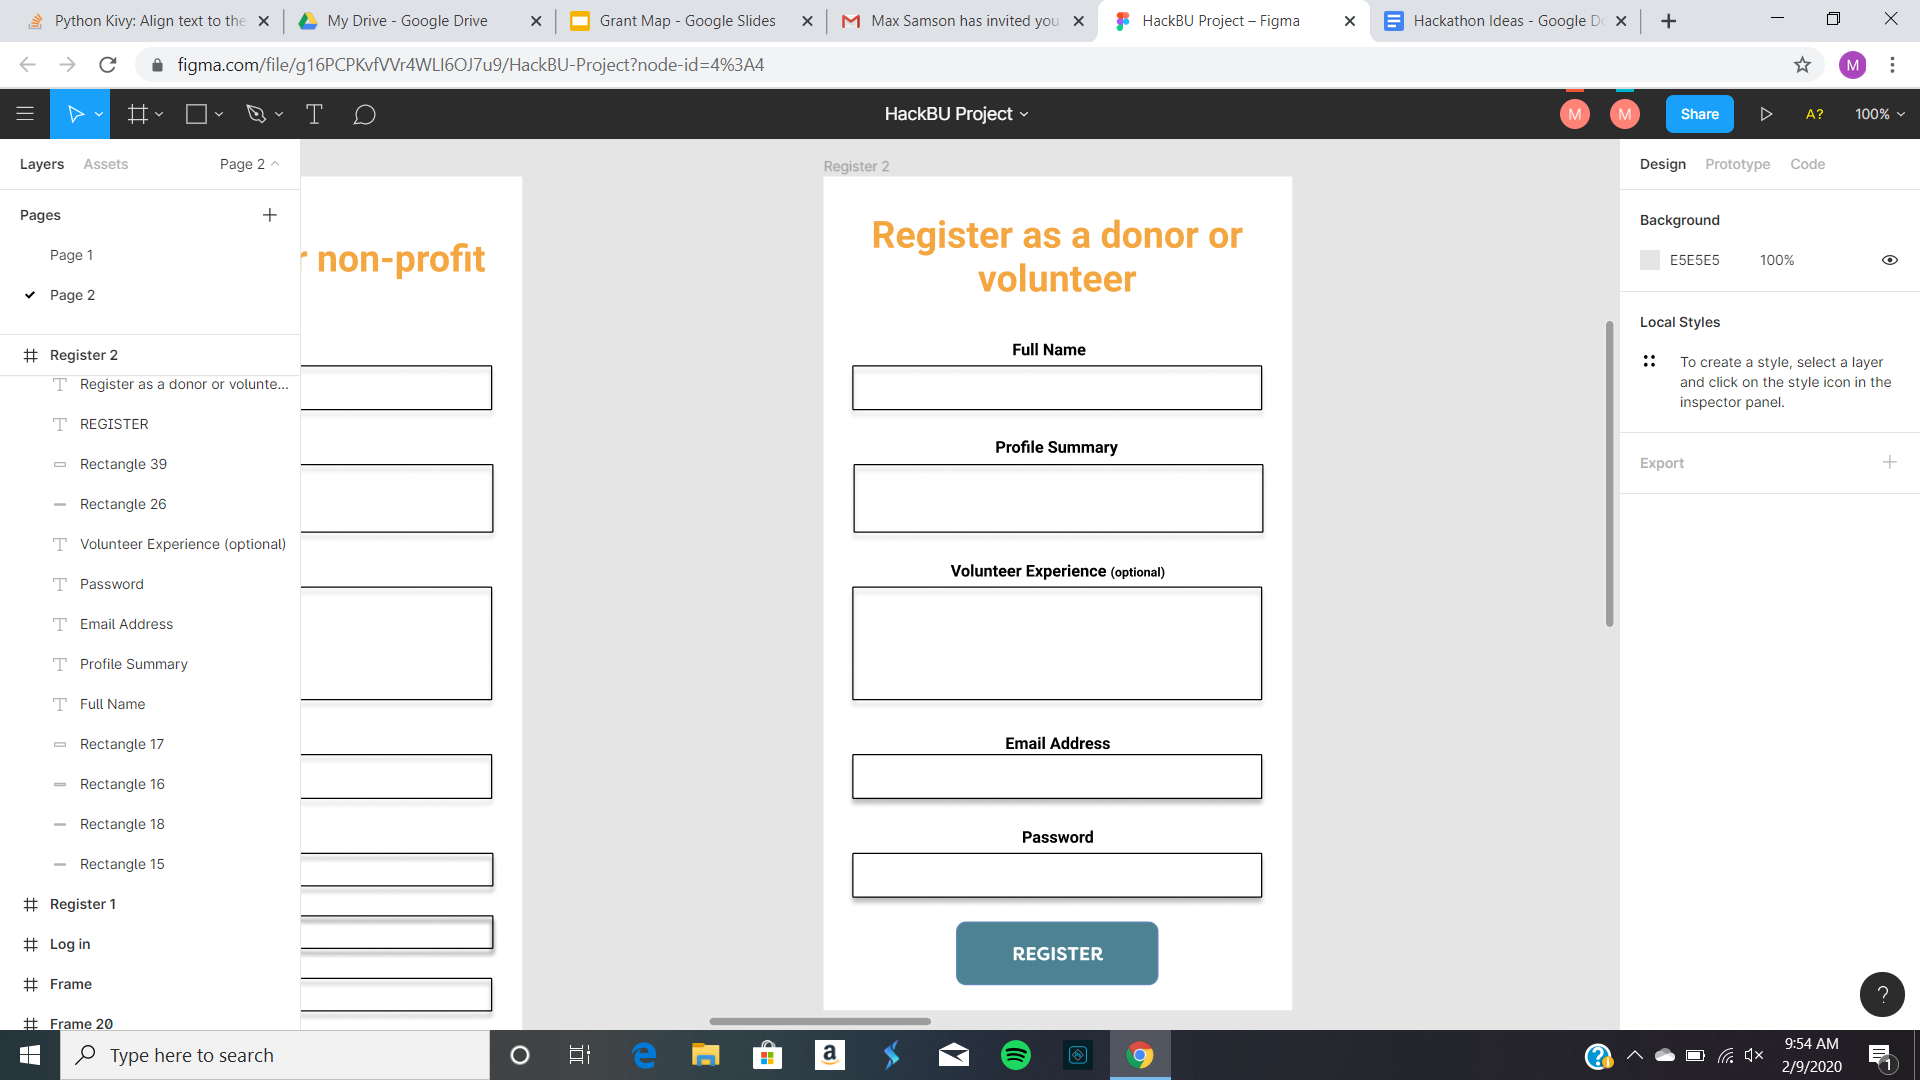 Python Kivy: Align text to the
My Drive - Google Drive
Grant Map - Google Slides
Max Samson has invited you
HackBU Project – Figma
Hackathon Ideas - Google Do
figma.com/file/g16PCPKvfVVr4WLI6OJ7u9/HackBU-Project?node-id=4%3A4
M
HackBU Project
M
M
Share
A?
100%
Layers
Assets
Page 2
Pages
Page 1
Page 2
Register 2
Register as a donor or volunte...
REGISTER
Rectangle 39
Rectangle 26
Volunteer Experience (optional)
Password
Email Address
Profile Summary
Full Name
Rectangle 17
Rectangle 16
Rectangle 18
Rectangle 15
Register 1
Log in
Frame
Frame 20
r non-profit
Register 2
Register as a donor or
volunteer
Full Name
Profile Summary
Volunteer Experience (optional)
Email Address
Password
REGISTER
Design
Prototype
Code
Background
E5E5E5
100%
Local Styles
To create a style, select a layer
and click on the style icon in the
inspector panel.
Export
?
Type here to search
9:54 AM
2/9/2020
1